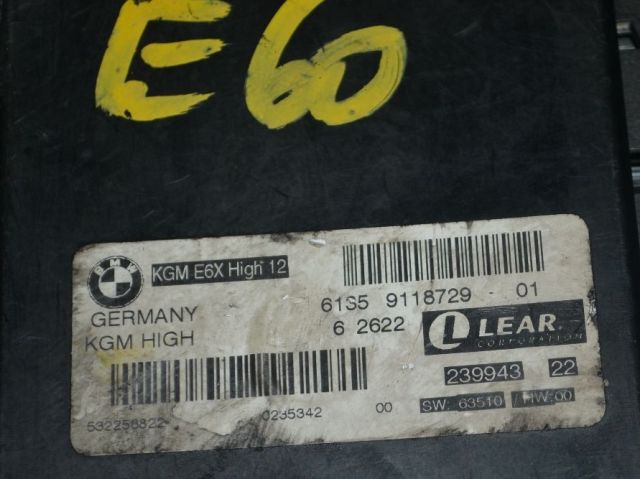 E60
BMW
KGM E6X High 12
GERMANY
KGM HIGH
61S5 9118729 - 01
6 2622
LEAR
CORPORATION
239943 22
532256822 0235342 00
SW: 63510 / HW:00